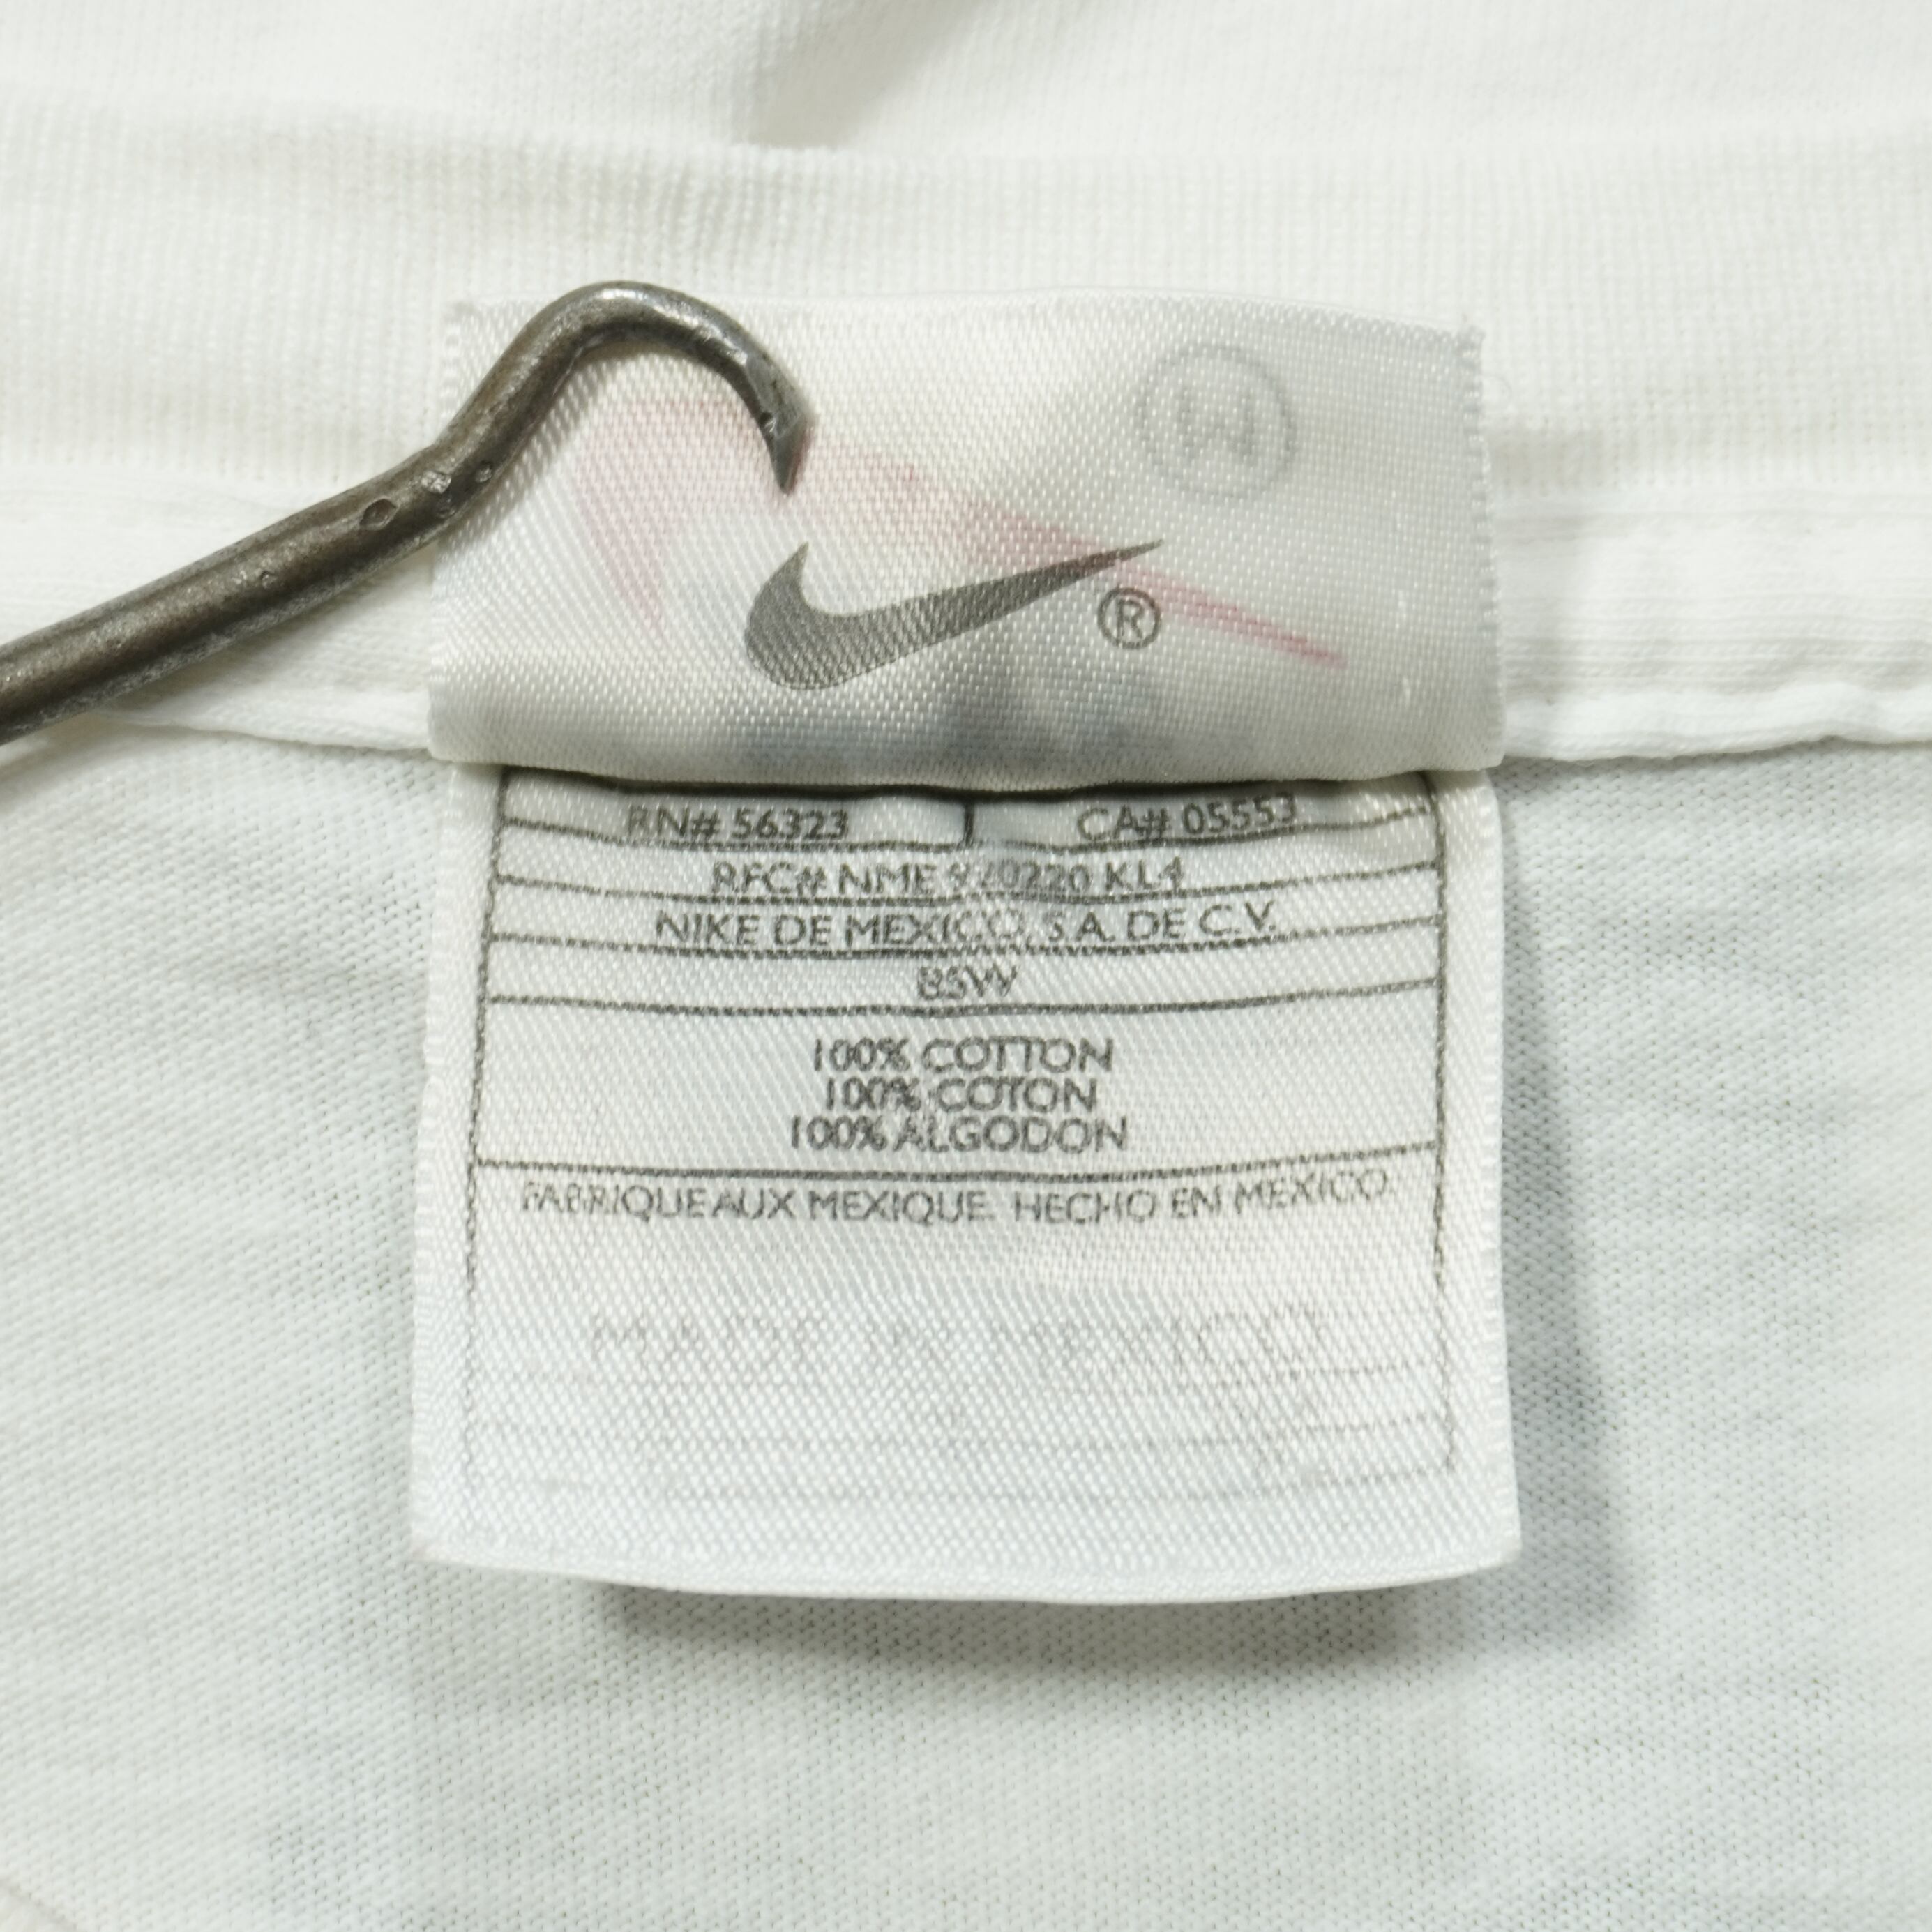 ®
RN# 56323 CA# 05553
RFC# NME 970220 KL4
NIKE DE MEXICO, S.A. DE C.V.
BSW
100% COTTON
100% COTON
100% ALGODON
FABRIQUE AUX MEXIQUE. HECHO EN MEXICO.